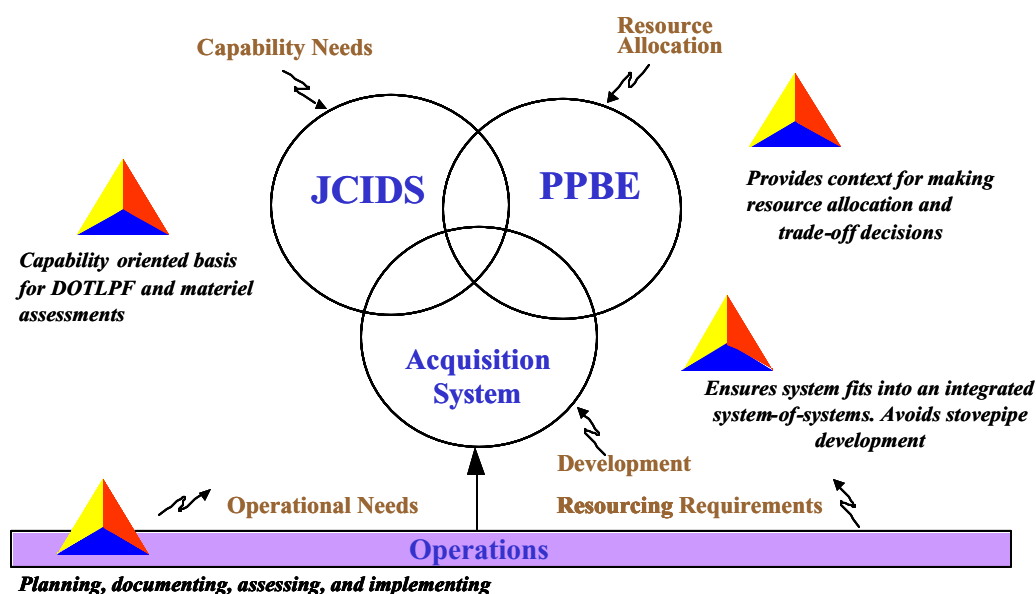 Capability Needs
Resource
Allocation
JCIDS
PPBE
Provides context for making
resource allocation and
trade-off decisions
Capability oriented basis
for DOTLPF and materiel
assessments
Acquisition
System
Ensures system fits into an integrated
system-of-systems. Avoids stovepipe
development
Development
Operational Needs
Resourcing Requirements
Operations
Planning, documenting, assessing, and implementing